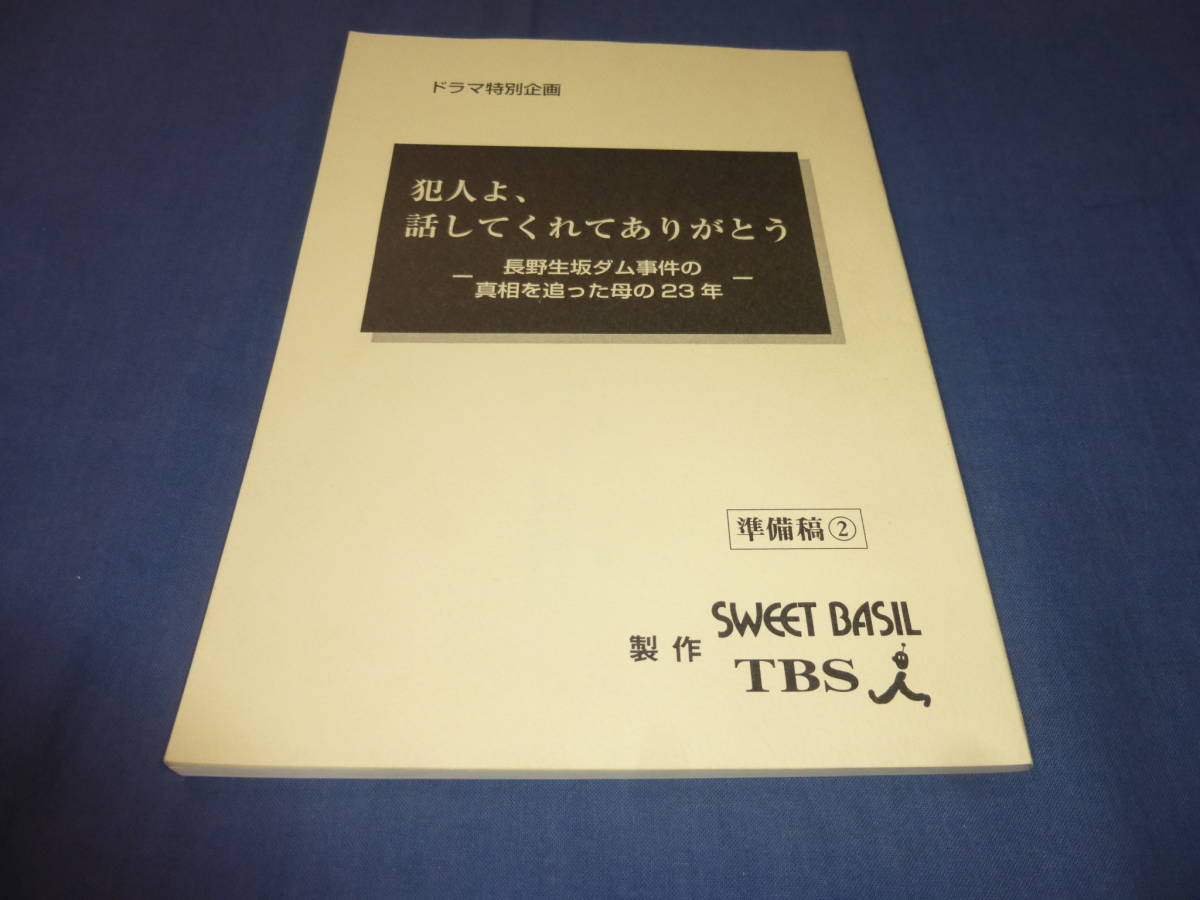 ドラマ特別企画
犯人よ、
話してくれてありがとう
― 長野生坂ダム事件の
真相を追った母の23年 ―
準備稿②
製作 SWEET BASIL
TBS